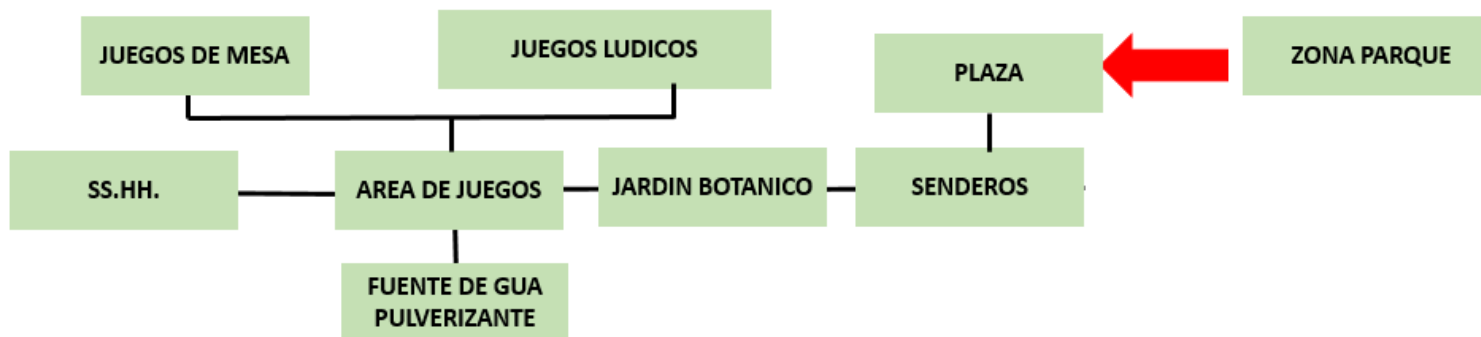 JUEGOS DE MESA
JUEGOS LUDICOS
PLAZA
ZONA PARQUE
SS.HH.
AREA DE JUEGOS
JARDIN BOTANICO
SENDEROS
FUENTE DE GUA
PULVERIZANTE